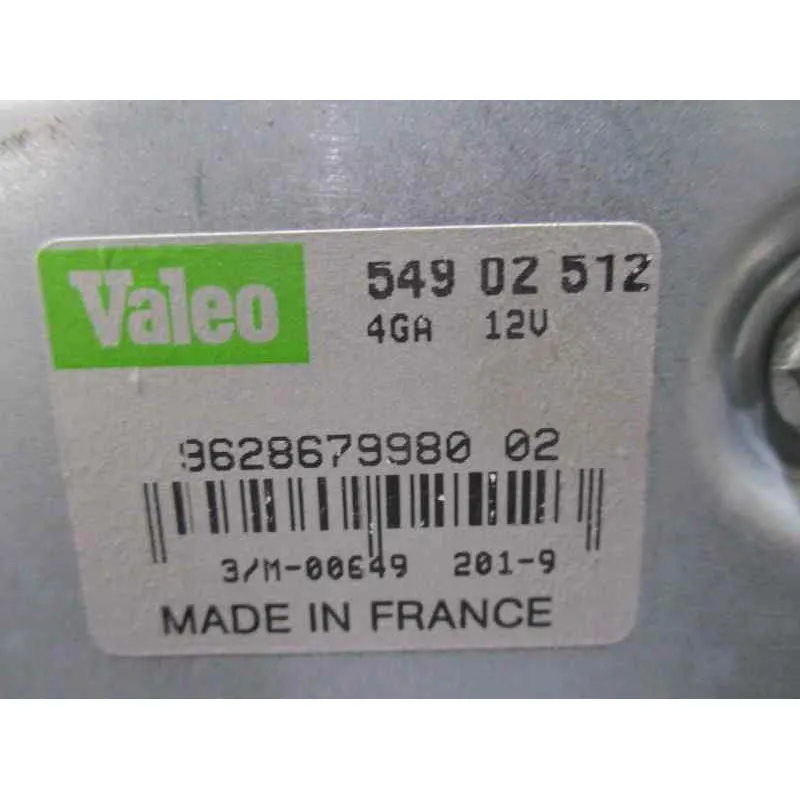 Valeo 549 02 512
4GA 12V
9628679980 02
3/M-00649 201-9
MADE IN FRANCE